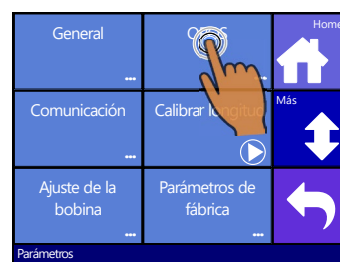 General
Home
Comunicación
Calibrar longitud
Más
Ajuste de la
bobina
Parámetros de
fábrica
Parámetros